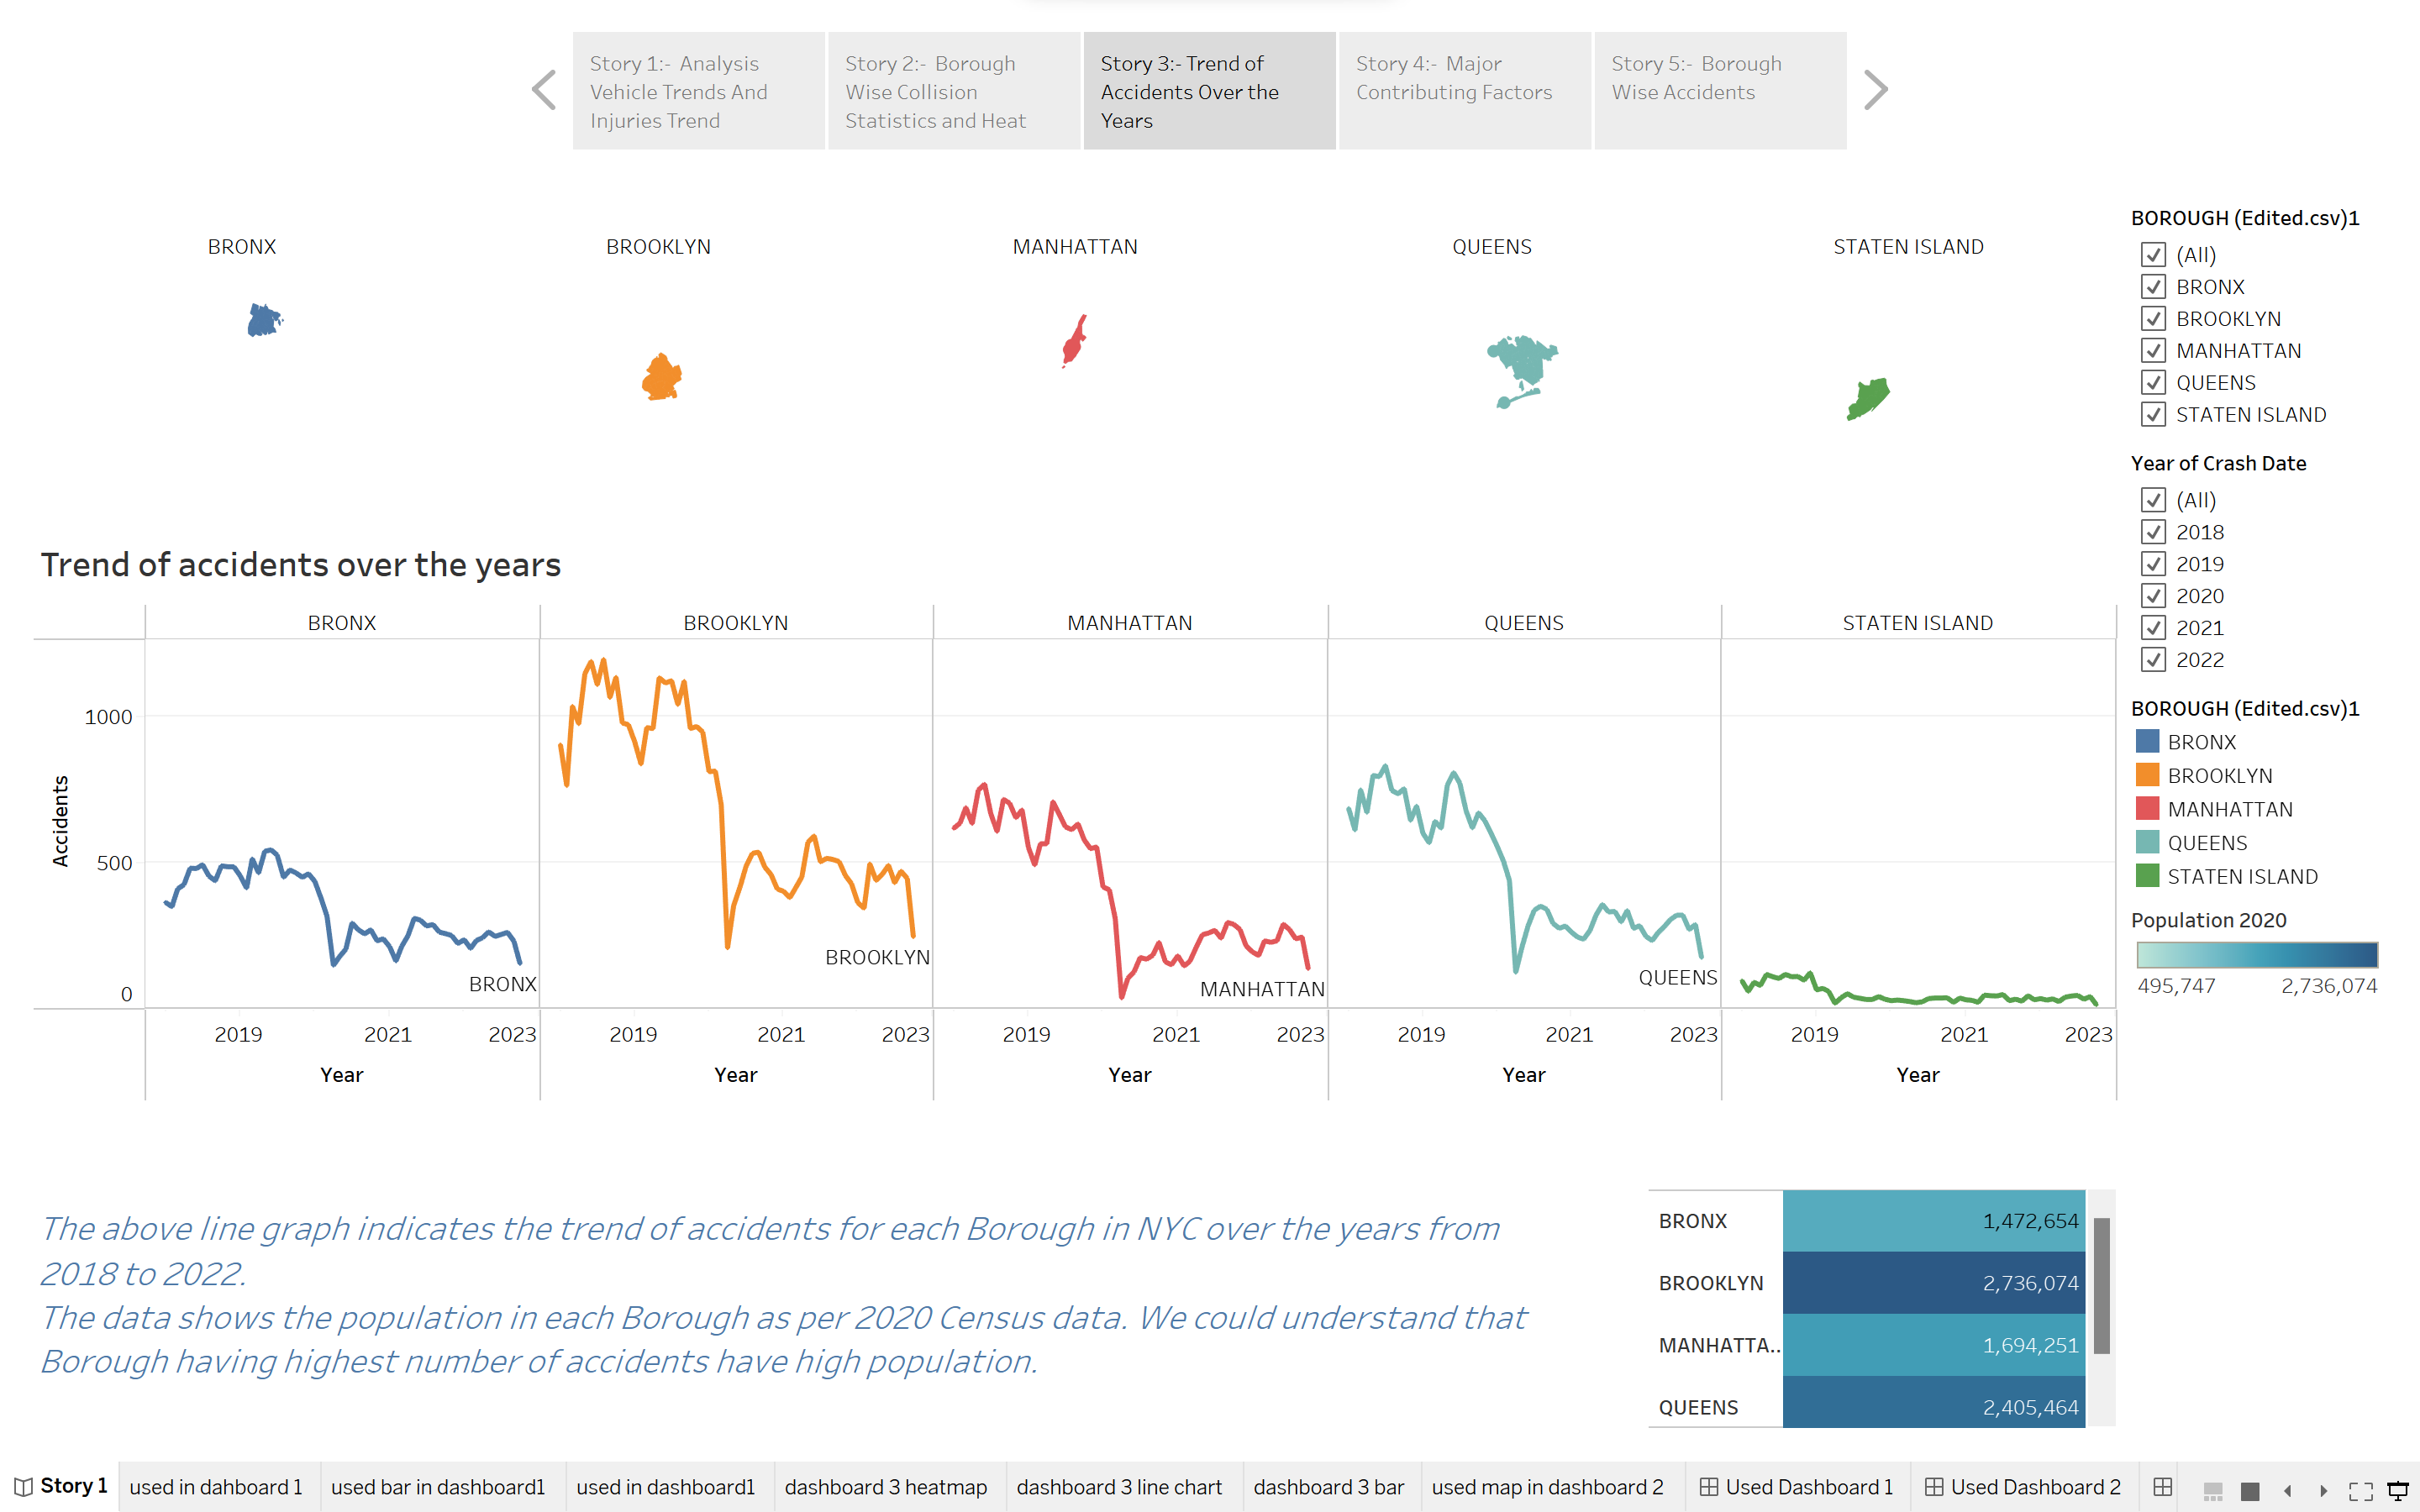 Story 1:- Analysis
Vehicle Trends And
Injuries Trend
Story 2:- Borough
Wise Collision
Statistics and Heat
Story 3:- Trend of
Accidents Over the
Years
Story 4:- Major
Contributing Factors
Story 5:- Borough
Wise Accidents
BRONX
BROOKLYN
MANHATTAN
QUEENS
STATEN ISLAND
BOROUGH (Edited.csv)1
(All)
BRONX
BROOKLYN
MANHATTAN
QUEENS
STATEN ISLAND
Year of Crash Date
(All)
2018
2019
2020
2021
2022
BOROUGH (Edited.csv)1
BRONX
BROOKLYN
MANHATTAN
QUEENS
STATEN ISLAND
Population 2020
495,747 2,736,074
Trend of accidents over the years
BRONX BROOKLYN MANHATTAN QUEENS STATEN ISLAND
Accidents
1000
500
0
BRONX
BROOKLYN
MANHATTAN
QUEENS
2019 2021 2023 2019 2021 2023 2019 2021 2023 2019 2021 2023 2019 2021 2023
Year Year Year Year Year
The above line graph indicates the trend of accidents for each Borough in NYC over the years from
2018 to 2022.
The data shows the population in each Borough as per 2020 Census data. We could understand that
Borough having highest number of accidents have high population.
BRONX 1,472,654
BROOKLYN 2,736,074
MANHATTA.. 1,694,251
QUEENS 2,405,464
Story 1 used in dahboard 1 used bar in dashboard1 used in dashboard1 dashboard 3 heatmap dashboard 3 line chart dashboard 3 bar used map in dashboard 2 Used Dashboard 1 Used Dashboard 2